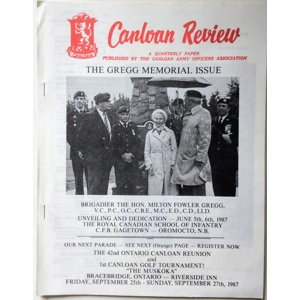 Canloan Review
A QUARTERLY PAPER
PUBLISHED BY THE CANLOAN ARMY OFFICERS ASSOCIATION
THE GREGG MEMORIAL ISSUE
BRIGADIER THE HON. MILTON FOWLER GREGG,
V.C., P.C., O.C., C.B.E., M.C., E.D., C.D., LL.D.
UNVEILING AND DEDICATION — JUNE 5th, 6th, 1987
THE ROYAL CANADIAN SCHOOL OF INFANTRY
C.F.B. GAGETOWN — OROMOCTO, N.B.
OUR NEXT PARADE — SEE NEXT (Orange) PAGE — REGISTER NOW
THE 42nd ONTARIO CANLOAN REUNION
and
1st CANLOAN GOLF TOURNAMENT!
"THE MUSKOKA"
BRACEBRIDGE, ONTARIO — RIVERSIDE INN
FRIDAY, SEPTEMBER 25th - SUNDAY, SEPTEMBER 27th, 1987